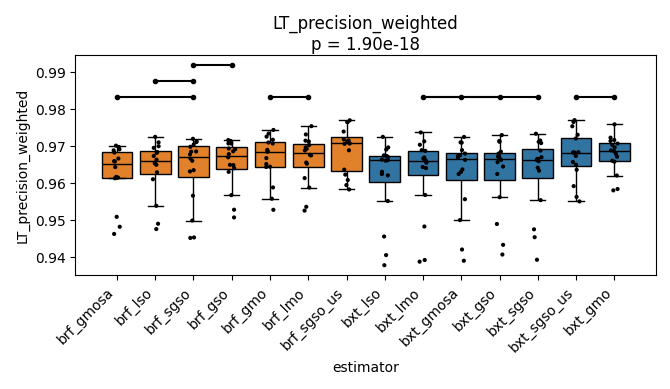 LT_precision_weighted
p = 1.90e-18
LT_precision_weighted
0.99
0.98
0.97
0.96
0.95
0.94
brf_gmosa
brf_lso
brf_sgso
brf_gso
brf_gmo
brf_lmo
brf_sgso_us
bxt_lso
bxt_lmo
bxt_gmosa
bxt_gso
bxt_sgso
bxt_sgso_us
bxt_gmo
estimator